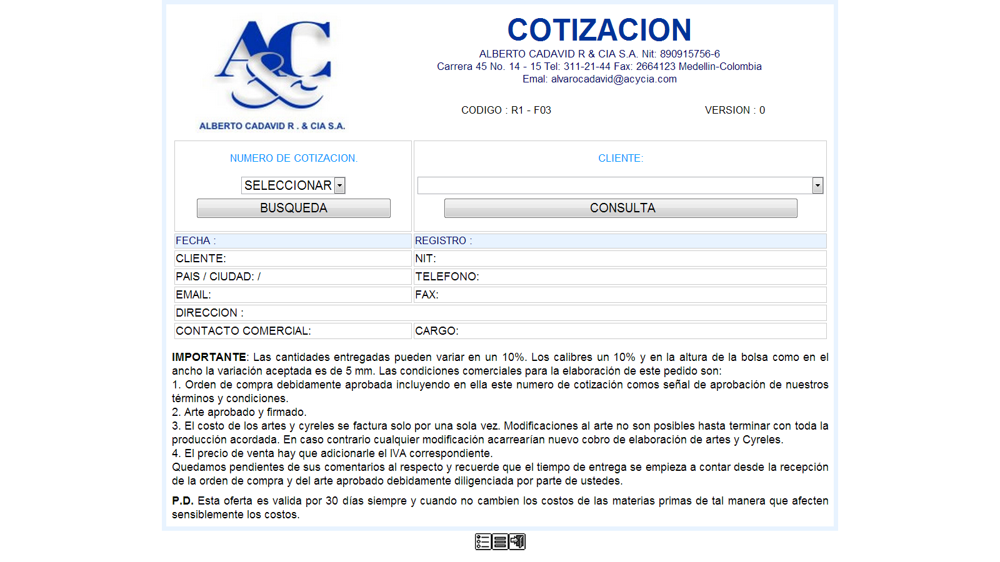 A&C
ALBERTO CADAVID R . & CIA S.A.
COTIZACION
ALBERTO CADAVID R & CIA S.A. Nit: 890915756-6
Carrera 45 No. 14 - 15 Tel: 311-21-44 Fax: 2664123 Medellin-Colombia
Emal: alvarocadavid@acycia.com
CODIGO : R1 - F03
VERSION : 0
NUMERO DE COTIZACION.
SELECCIONAR
BUSQUEDA
CLIENTE:
CONSULTA
FECHA :
REGISTRO :
CLIENTE:
NIT:
PAIS / CIUDAD: /
TELEFONO:
EMAIL:
FAX:
DIRECCION :
CONTACTO COMERCIAL:
CARGO:
IMPORTANTE: Las cantidades entregadas pueden variar en un 10%. Los calibres un 10% y en la altura de la bolsa como en el
ancho la variación aceptada es de 5 mm. Las condiciones comerciales para la elaboración de este pedido son:
1. Orden de compra debidamente aprobada incluyendo en ella este numero de cotización comos señal de aprobación de nuestros
términos y condiciones.
2. Arte aprobado y firmado.
3. El costo de los artes y cyreles se factura solo por una sola vez. Modificaciones al arte no son posibles hasta terminar con toda la
producción acordada. En caso contrario cualquier modificación acarrearían nuevo cobro de elaboración de artes y Cyreles.
4. El precio de venta hay que adicionarle el IVA correspondiente.
Quedamos pendientes de sus comentarios al respecto y recuerde que el tiempo de entrega se empieza a contar desde la recepción
de la orden de compra y del arte aprobado debidamente diligenciada por parte de ustedes.
P.D. Esta oferta es valida por 30 días siempre y cuando no cambien los costos de las materias primas de tal manera que afecten
sensiblemente los costos.